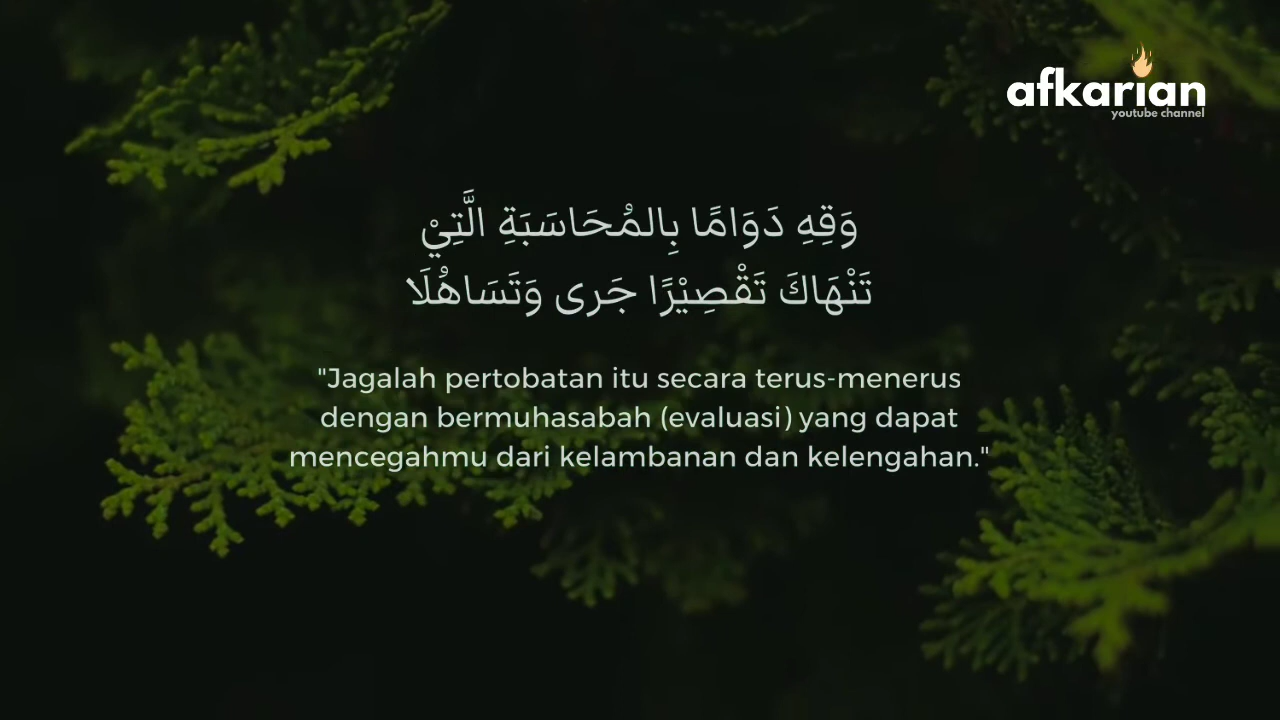 afkarian
youtube channel
وَقِهِ دَوَامًا بِالمُحَاسَبَةِ الَّتِيْ
تَنْهَاكَ تَقْصِيْرًا جَرى وَتَسَاهُلَا
"Jagalah pertobatan itu secara terus-menerus
dengan bermuhasabah (evaluasi) yang dapat
mencegahmu dari kelambanan dan kelengahan."